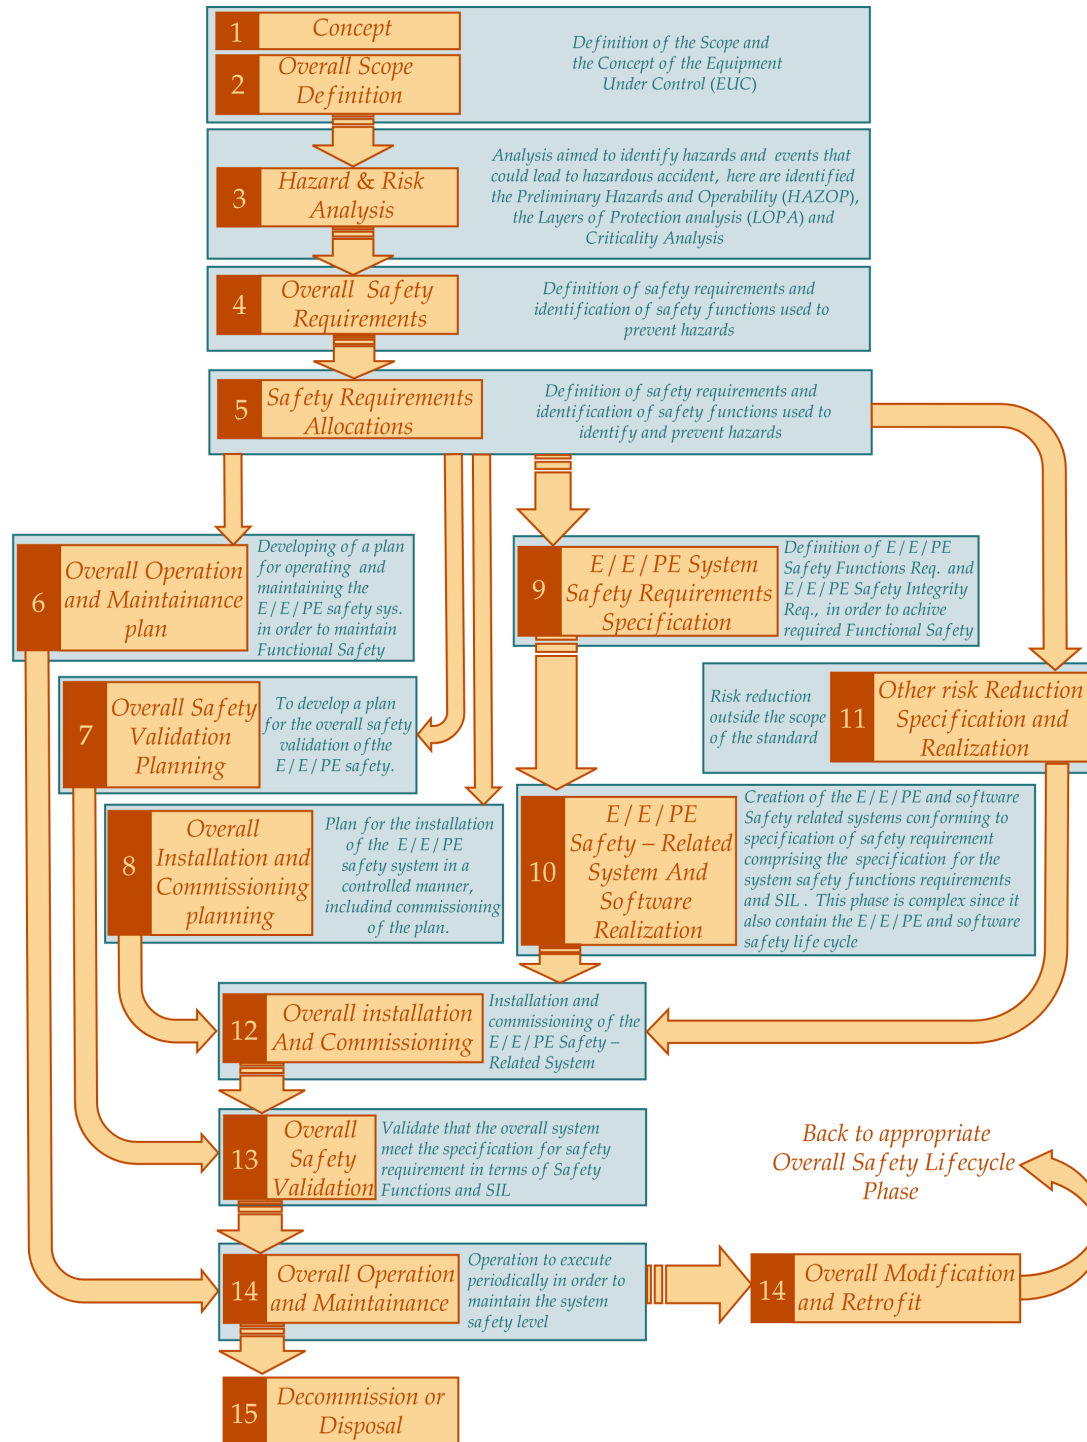 1
Concept
2
Overall Scope
Definition
Definition of the Scope and
the Concept of the Equipment
Under Control (EUC)
3
Hazard & Risk
Analysis
Analysis aimed to identify hazards and events that
could lead to hazardous accident, here are identified
the Preliminary Hazards and Operability (HAZOP),
the Layers of Protection analysis (LOPA) and
Criticality Analysis
4
Overall Safety
Requirements
Definition of safety requirements and
identification of safety functions used to
prevent hazards
5
Safety Requirements
Allocations
Definition of safety requirements and
identification of safety functions used to
identify and prevent hazards
6
Overall Operation
and Maintainance
plan
Developing of a plan
for operating and
maintaining the
E/E/PE safety sys.
in order to maintain
Functional Safety
9
E/E/PE System
Safety Requirements
Specification
Definition of E/E/PE
Safety Functions Req. and
E/E/PE Safety Integrity
Req., in order to achive
required Functional Safety
7
Overall Safety
Validation
Planning
To develop a plan
for the overall safety
validation ofthe
E/E/PE safety.
Risk reduction
outside the scope
of the standard
11
Other risk Reduction
Specification and
Realization
8
Overall
Installation and
Commissioning
planning
Plan for the installation
of the E/E/PE
safety system in a
controlled manner,
includind commissioning
of the plan.
10
E/E/PE
Safety – Related
System And
Software
Realization
Creation of the E/E/PE and software
Safety related systems conforming to
specification of safety requirement
comprising the specification for the
system safety functions requirements
and SIL . This phase is complex since it
also contain the E/E/PE and software
safety life cycle
12
Overall installation
And Commissioning
Installation and
commissioning of the
E/E/PE Safety –
Related System
13
Overall
Safety
Validation
Validate that the overall system
meet the specification for safety
requirement in terms of Safety
Functions and SIL
Back to appropriate
Overall Safety Lifecycle
Phase
14
Overall Operation
and Maintainance
Operation to execute
periodically in order to
maintain the system
safety level
14
Overall Modification
and Retrofit
15
Decommission or
Disposal